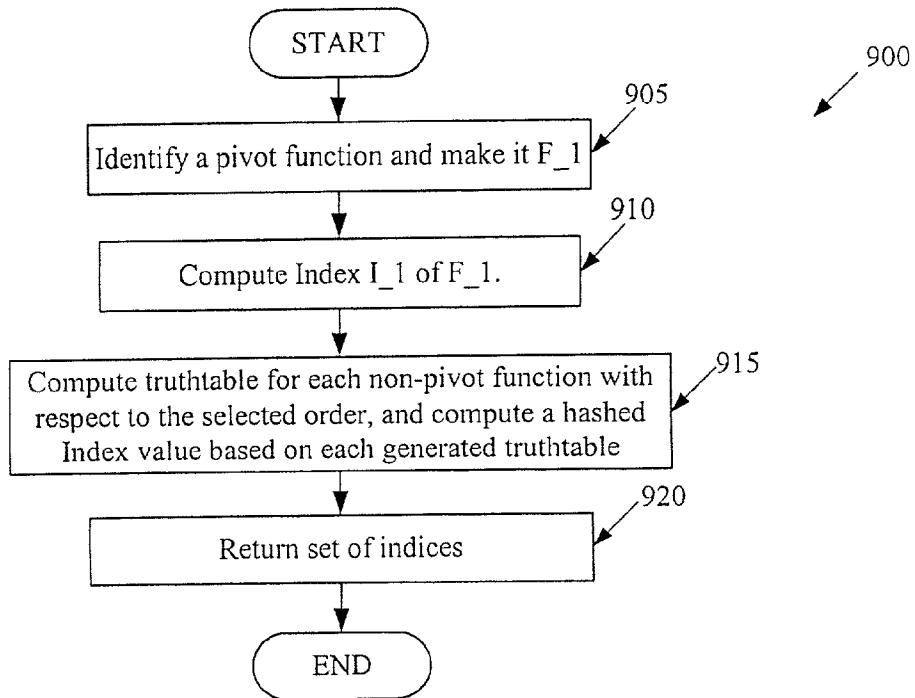 START
900
905
Identify a pivot function and make it F_1
910
Compute Index I_1 of F_1.
915
Compute truthtable for each non-pivot function with
respect to the selected order, and compute a hashed
Index value based on each generated truthtable
920
Return set of indices
END